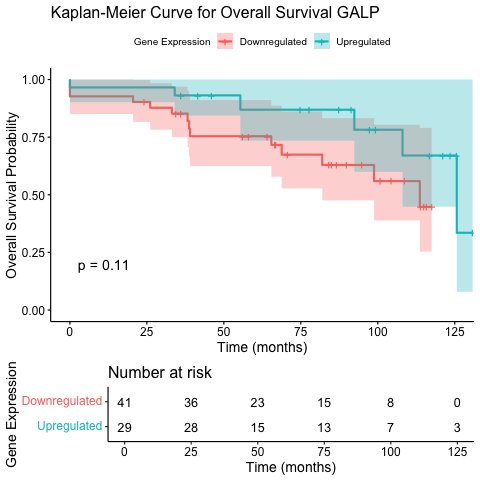 Kaplan-Meier Curve for Overall Survival GALP
Gene Expression Downregulated Upregulated
Overall Survival Probability
1.00
0.75
0.50
0.25
0.00
p = 0.11
0 25 50 75 100 125
Time (months)
Number at risk
Gene Expression
Downregulated 41 36 23 15 8 0
Upregulated 29 28 15 13 7 3
0 25 50 75 100 125
Time (months)